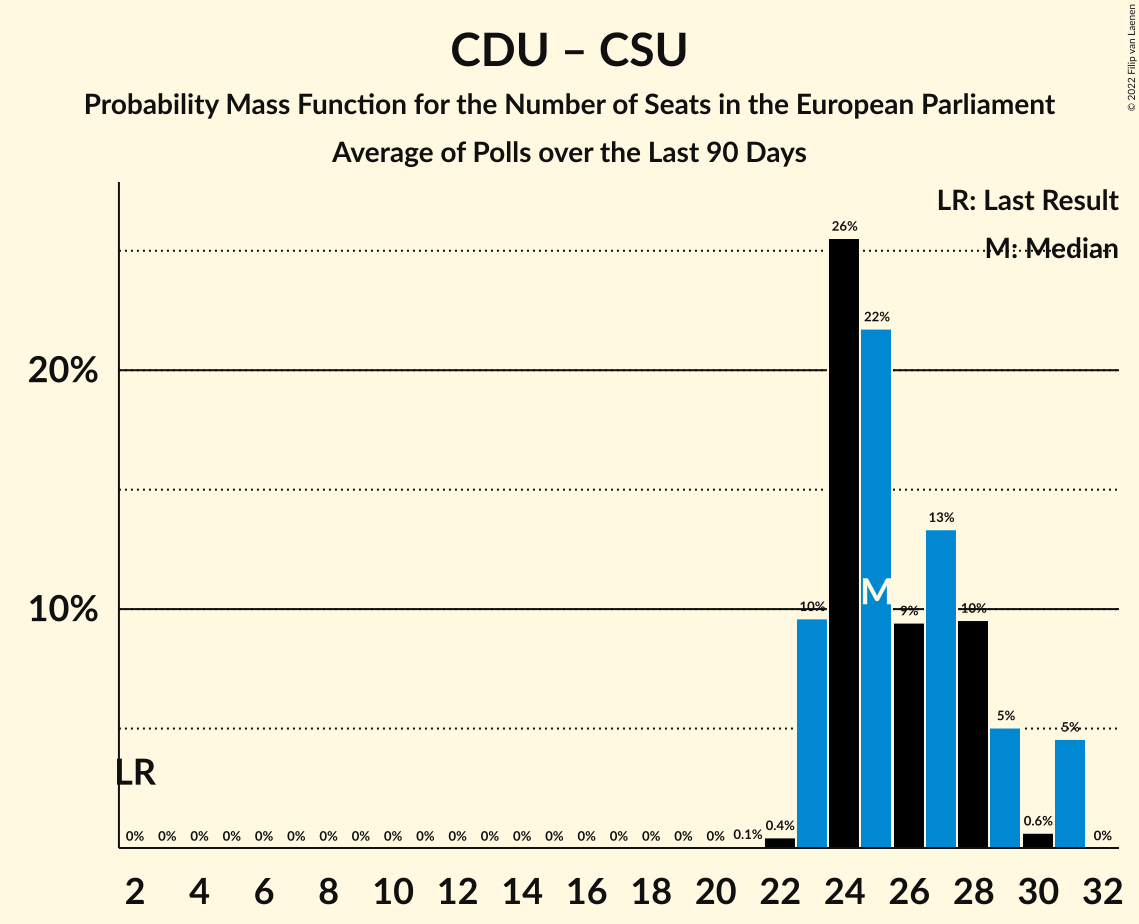 CDU – CSU
Probability Mass Function for the Number of Seats in the European Parliament
Average of Polls over the Last 90 Days
© 2022 Filip van Laenen
LR: Last Result
M: Median
26%
22%
20%
13%
10%
10%
9%
10%
M
5%
5%
LR
0% 0% 0% 0% 0% 0% 0% 0% 0% 0% 0% 0% 0% 0% 0% 0% 0% 0% 0% 0.1% 0.4% 0.6% 0%
2 4 6 8 10 12 14 16 18 20 22 24 26 28 30 32